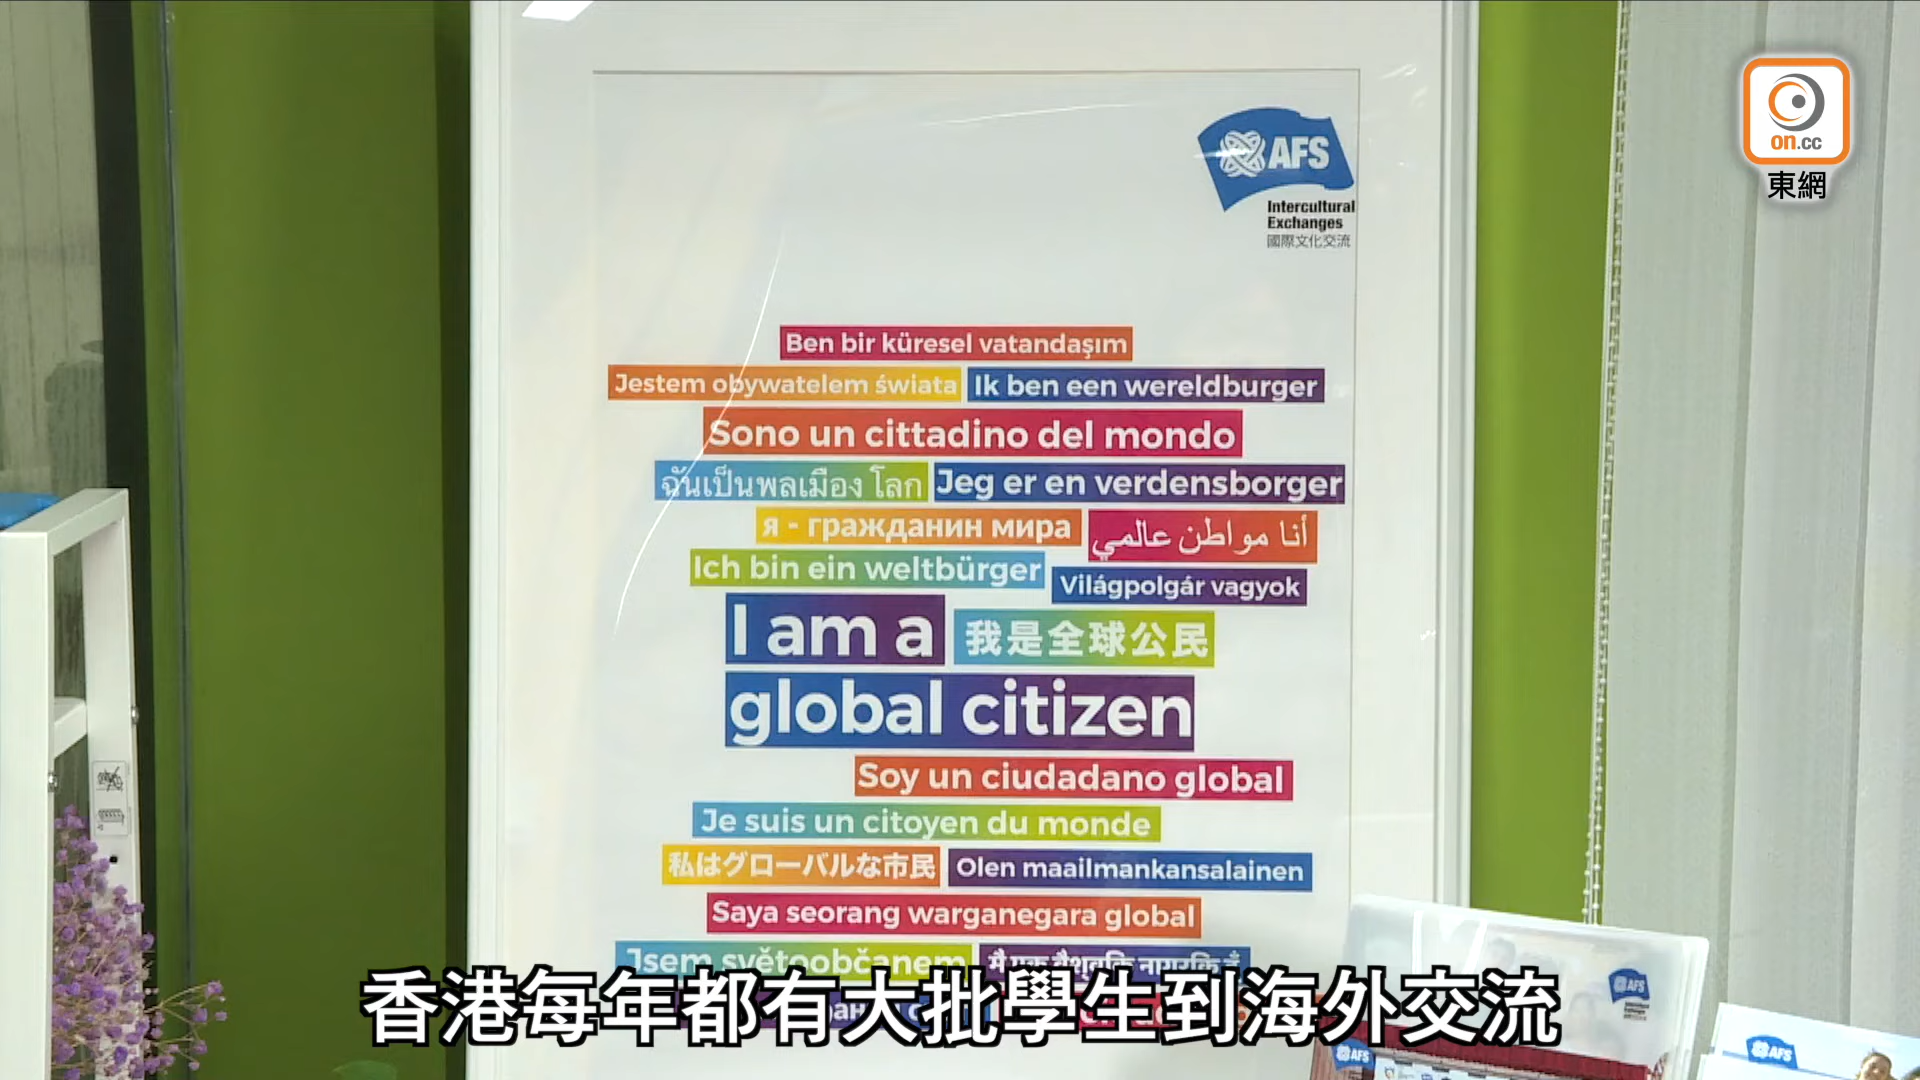 on.cc
東網
AFS
Intercultural
Exchanges
國際文化交流
Ben bir küresel vatandaşım
Jestem obywatelem świata Ik ben een wereldburger
Sono un cittadino del mondo
ฉันเป็นพลเมือง โลก Jeg er en verdensborger
я - гражданин мира أنا مواطن عالمي
Ich bin ein weltbürger Világpolgár vagyok
I am a 我是全球公民
global citizen
Soy un ciudadano global
Je suis un citoyen du monde
私はグローバルな市民 Olen maailmankansalainen
Saya seorang warganegara global
Jsem světoobčanem
香港每年都有大批學生到海外交流
AFS
AFS
AFS